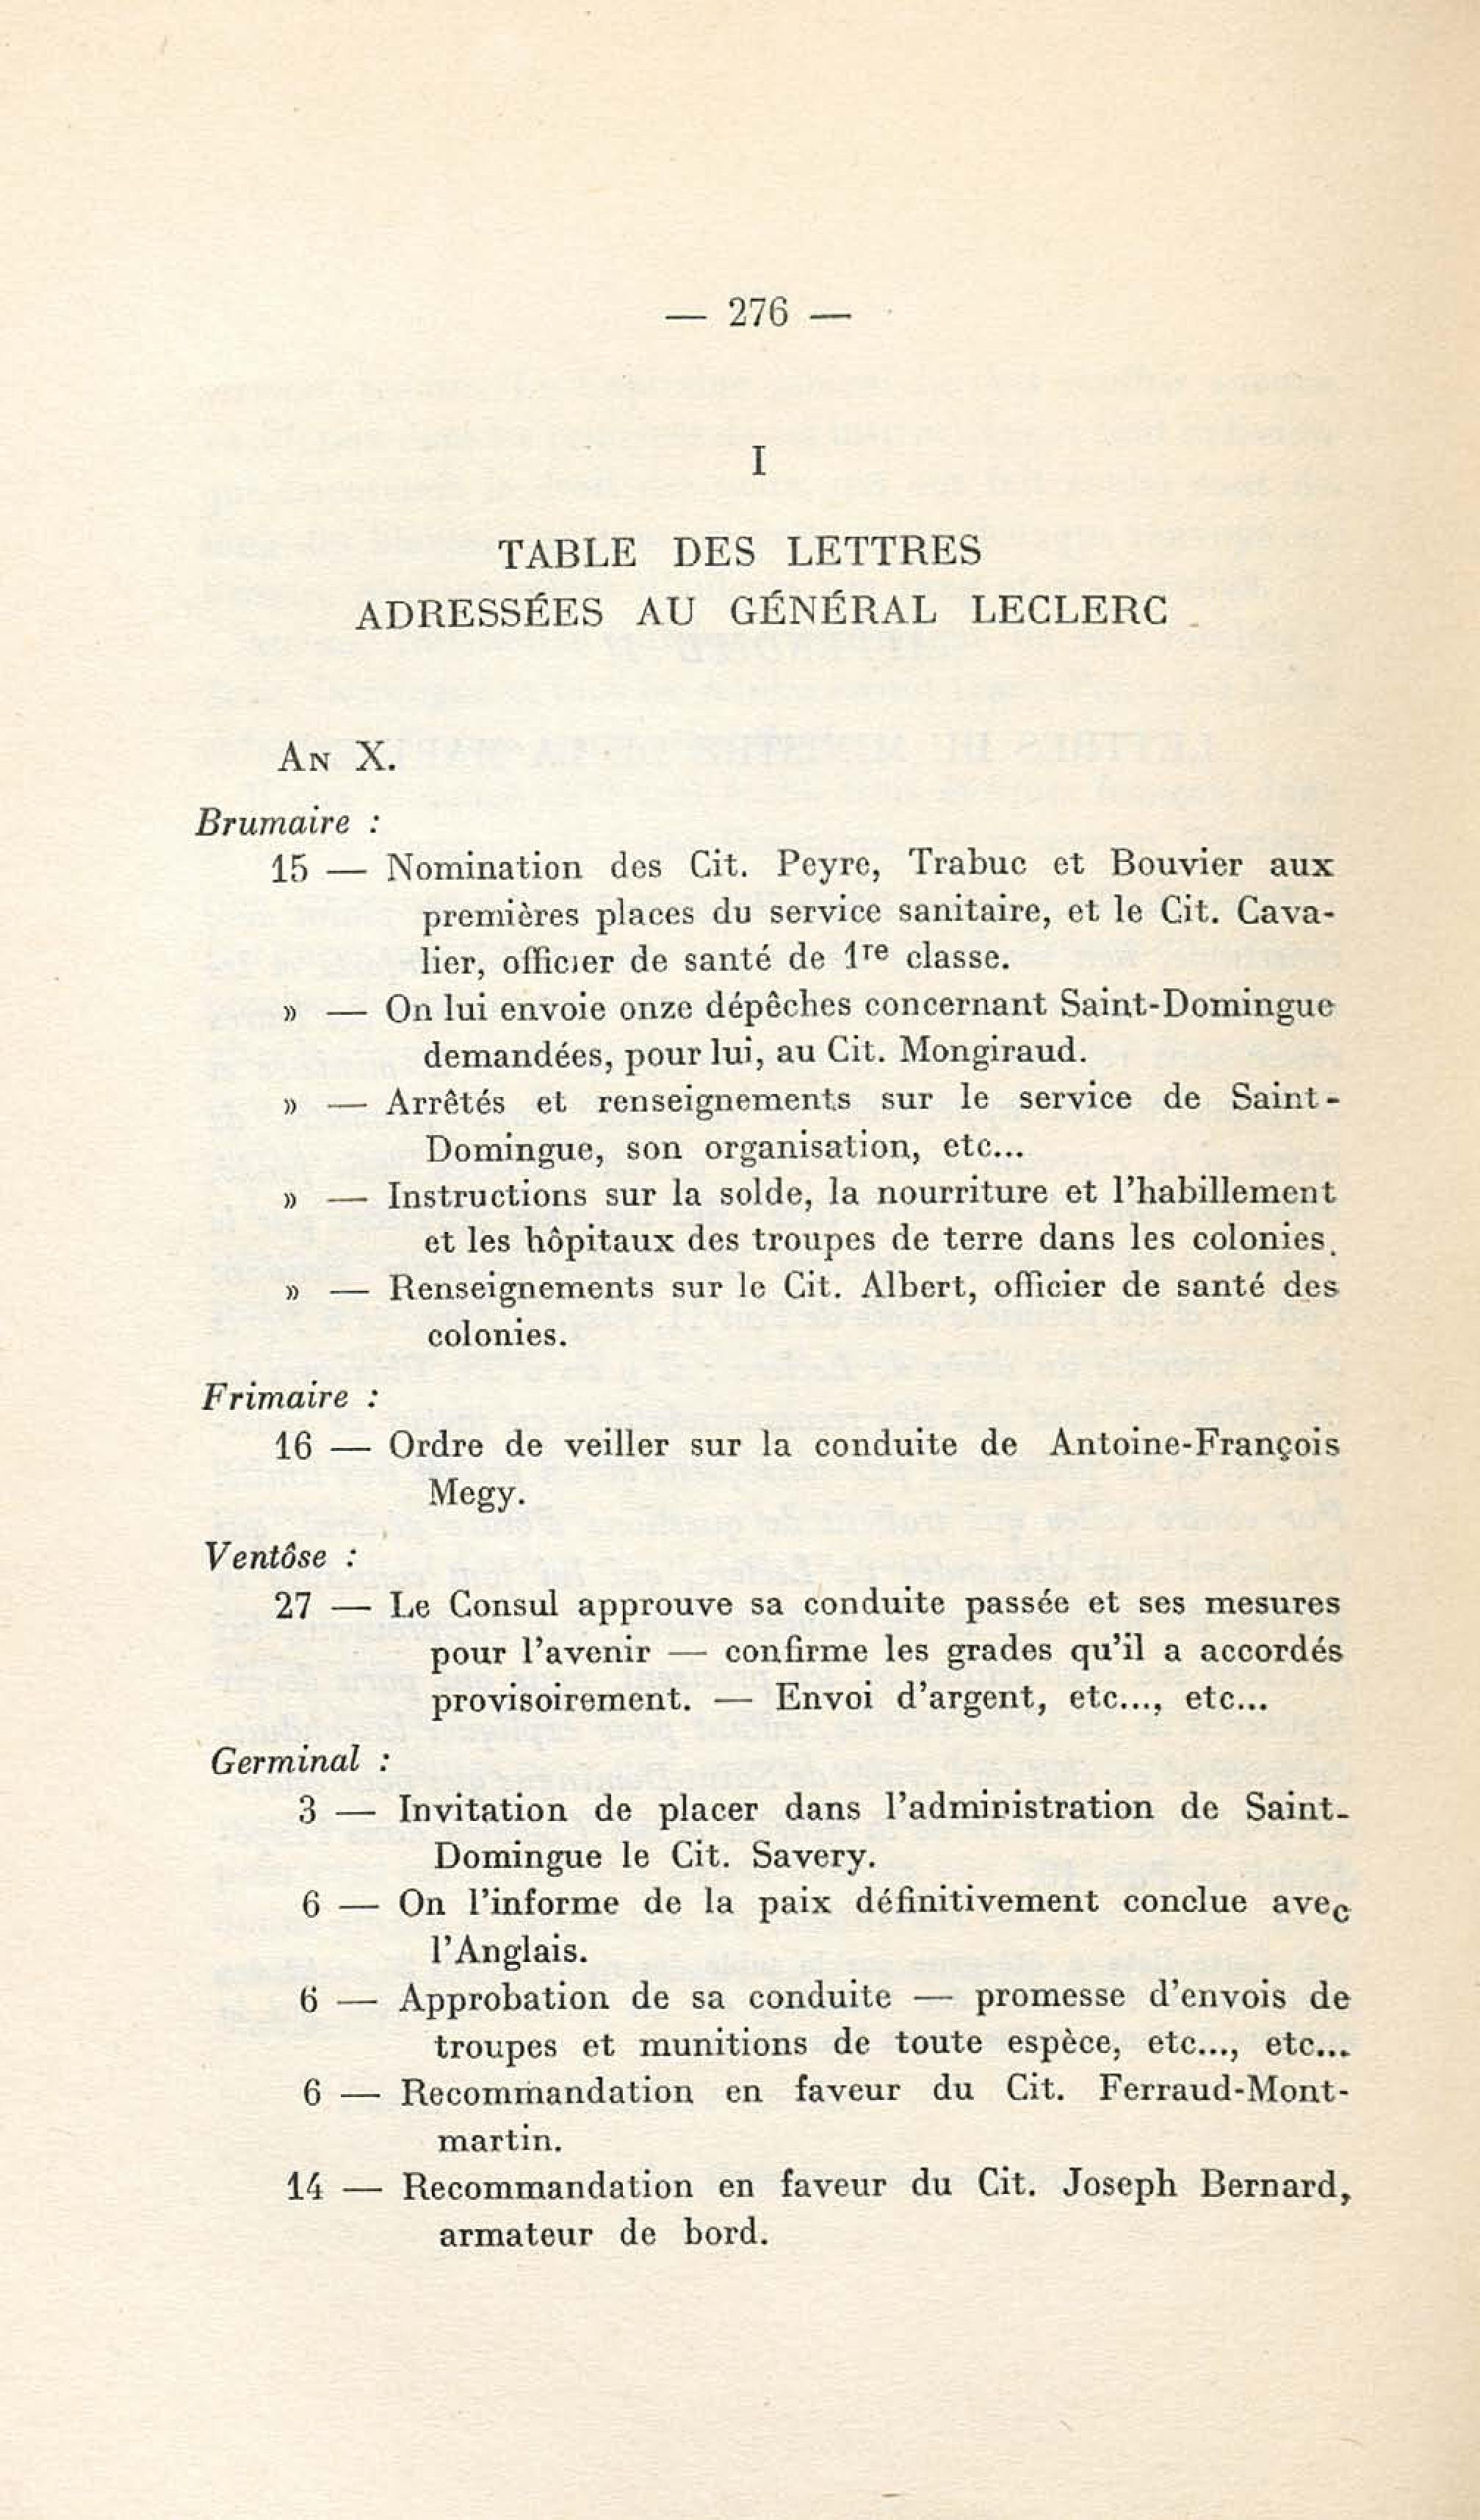 — 276 —
I
TABLE DES LETTRES
ADRESSÉES AU GÉNÉRAL LECLERC
AN X.
Brumaire :
15 — Nomination des Cit. Peyre, Trabuc et Bouvier aux
premières places du service sanitaire, et le Cit. Cava-
lier, officier de santé de 1re classe.
» — On lui envoie onze dépêches concernant Saint-Domingue
demandées, pour lui, au Cit. Mongiraud.
» — Arrêtés et renseignements sur le service de Saint-
Domingue, son organisation, etc...
» — Instructions sur la solde, la nourriture et l'habillement
et les hôpitaux des troupes de terre dans les colonies.
» — Renseignements sur le Cit. Albert, officier de santé des
colonies.
Frimaire :
16 — Ordre de veiller sur la conduite de Antoine-François
Megy.
Ventôse :
27 — Le Consul approuve sa conduite passée et ses mesures
pour l'avenir — confirme les grades qu'il a accordés
provisoirement. — Envoi d'argent, etc..., etc...
Germinal :
3 — Invitation de placer dans l'administration de Saint-
Domingue le Cit. Savery.
6 — On l'informe de la paix définitivement conclue avec
l'Anglais.
6 — Approbation de sa conduite — promesse d'envois de
troupes et munitions de toute espèce, etc..., etc...
6 — Recommandation en faveur du Cit. Ferraud-Mont-
martin.
14 — Recommandation en faveur du Cit. Joseph Bernard,
armateur de bord.